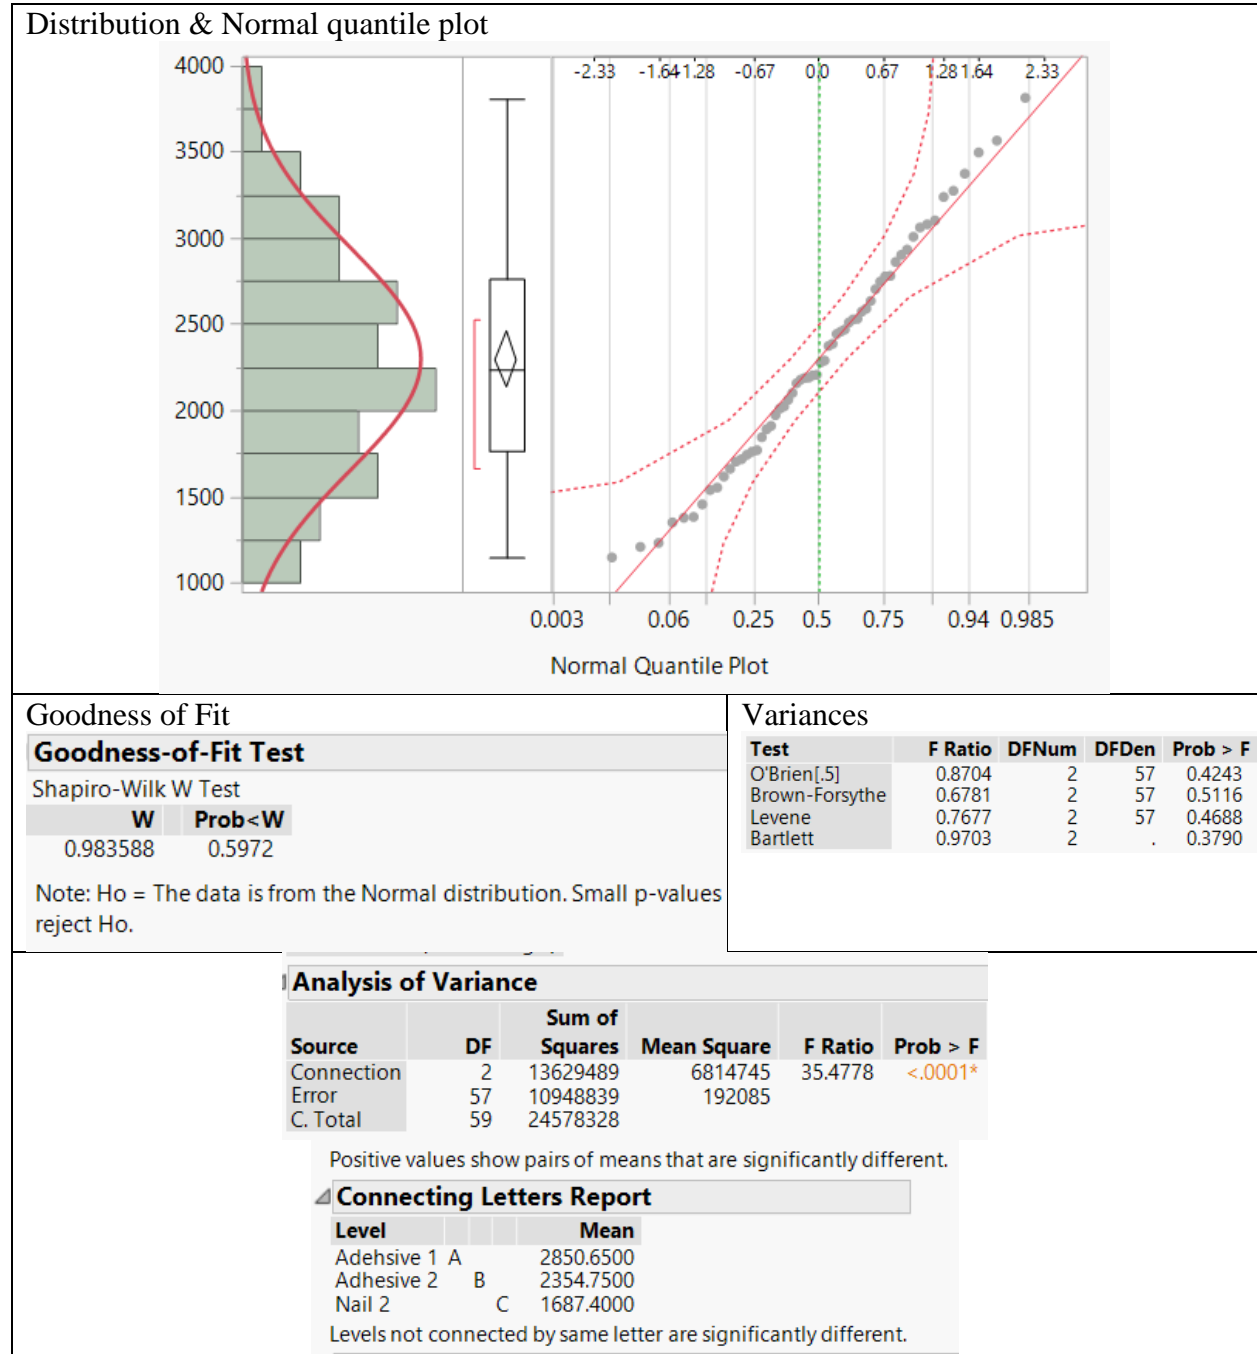 Distribution & Normal quantile plot
-2.33 -1.64 1.28 -0.67 0.0 0.67 1.28 1.64 2.33
4000
3500
3000
2500
2000
1500
1000
0.003 0.06 0.25 0.5 0.75 0.94 0.985
Normal Quantile Plot
Goodness of Fit
Goodness-of-Fit Test
Shapiro-Wilk W Test
W Prob<W
0.983588 0.5972
Note: Ho = The data is from the Normal distribution. Small p-values
reject Ho.
Variances
Test F Ratio DFNum DFDen Prob > F
O'Brien[.5] 0.8704 2 57 0.4243
Brown-Forsythe 0.6781 2 57 0.5116
Levene 0.7677 2 57 0.4688
Bartlett 0.9703 2 . 0.3790
Analysis of Variance
Sum of
Source DF Squares Mean Square F Ratio Prob > F
Connection 2 13629489 6814745 35.4778 <.0001*
Error 57 10948839 192085
C. Total 59 24578328
Positive values show pairs of means that are significantly different.
Connecting Letters Report
Level Mean
Adehsive 1 A 2850.6500
Adhesive 2 B 2354.7500
Nail 2 C 1687.4000
Levels not connected by same letter are significantly different.